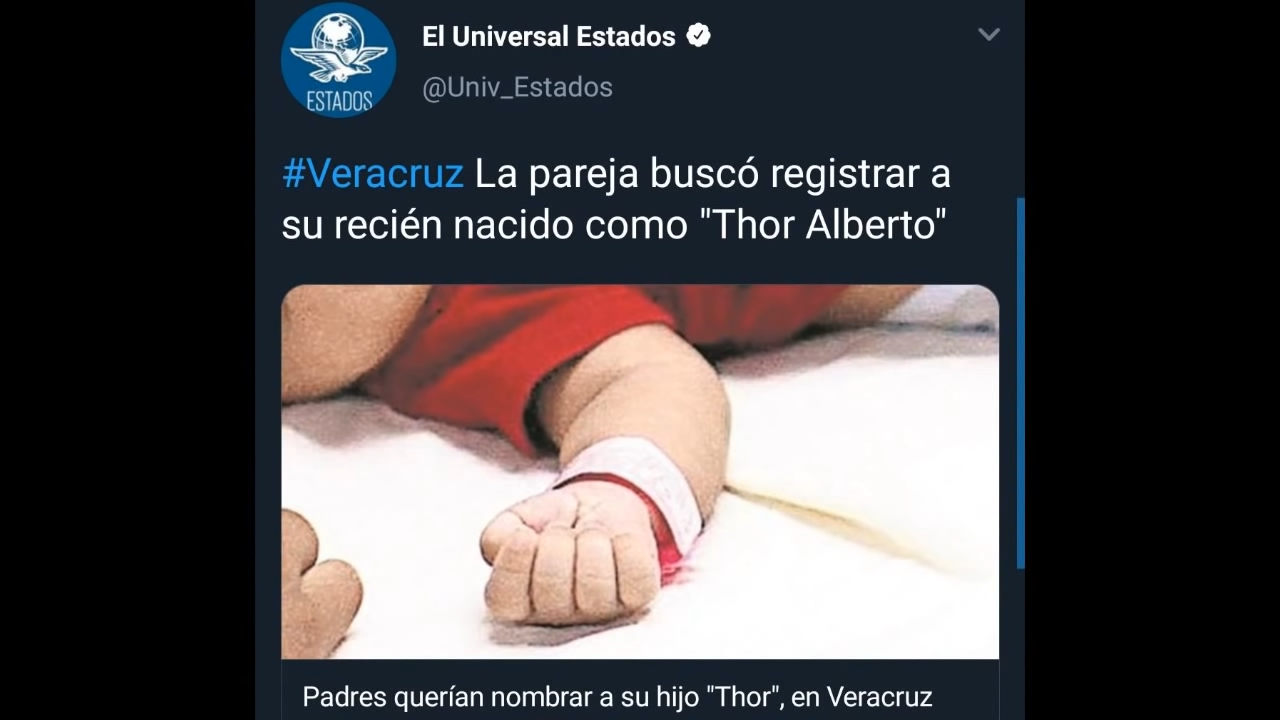 ESTADOS
El Universal Estados
@Univ_Estados
#Veracruz La pareja buscó registrar a
su recién nacido como "Thor Alberto"
Padres querían nombrar a su hijo "Thor", en Veracruz